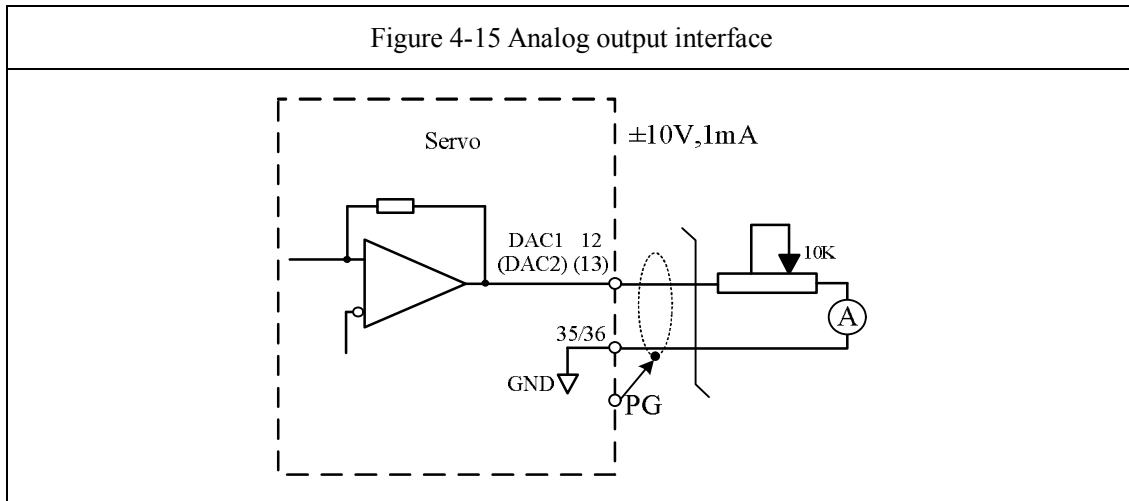 Figure 4-15 Analog output interface
±10V,1mA
Servo
DAC1 12
(DAC2) (13)
10K
A
35/36
GND
PG